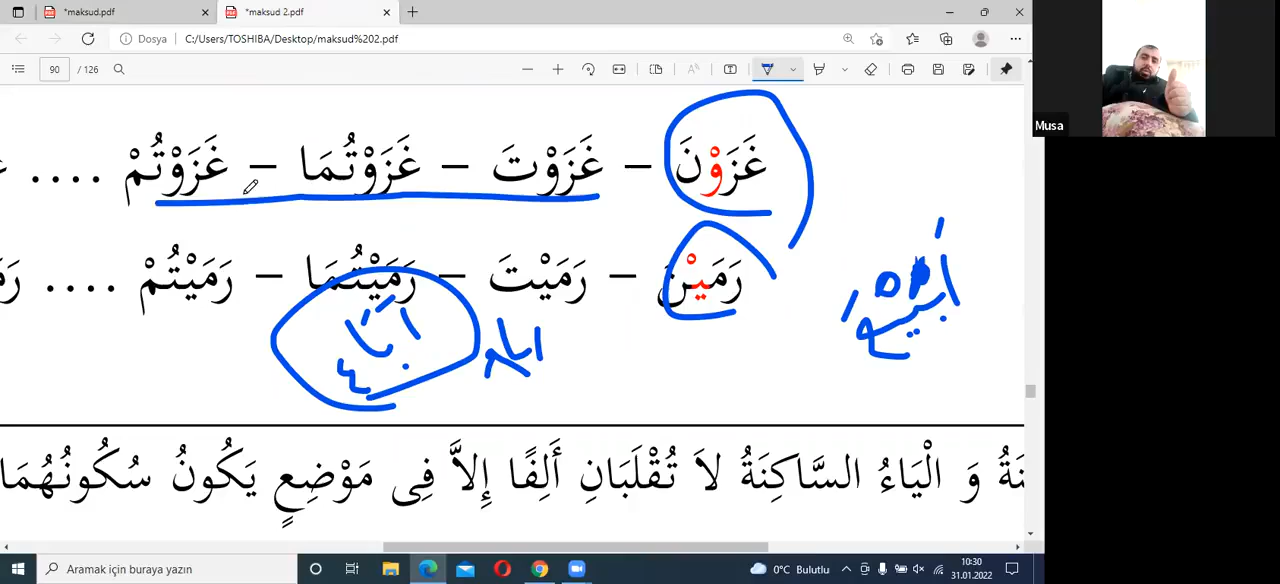 *maksud.pdf
*maksud 2.pdf
Dosya C:/Users/TOSHIBA/Desktop/maksud%202.pdf
90 / 126
Musa
غَزَوْنَ – غَزَوْتَ – غَزَوْتُمَا – غَزَوْتُمْ ....
رَمَيْنَ – رَمَيْتَ – رَمَيْتُمَا – رَمَيْتُمْ ....
وَ الْيَاءُ السَّاكِنَةُ لاَ تُقْلَبَانِ أَلِفًا إِلاَّ فِى مَوْضِعٍ يَكُونُ سُكُونُهُمَا
Aramak için buraya yazın
0°C Bulutlu
10:30
31.01.2022